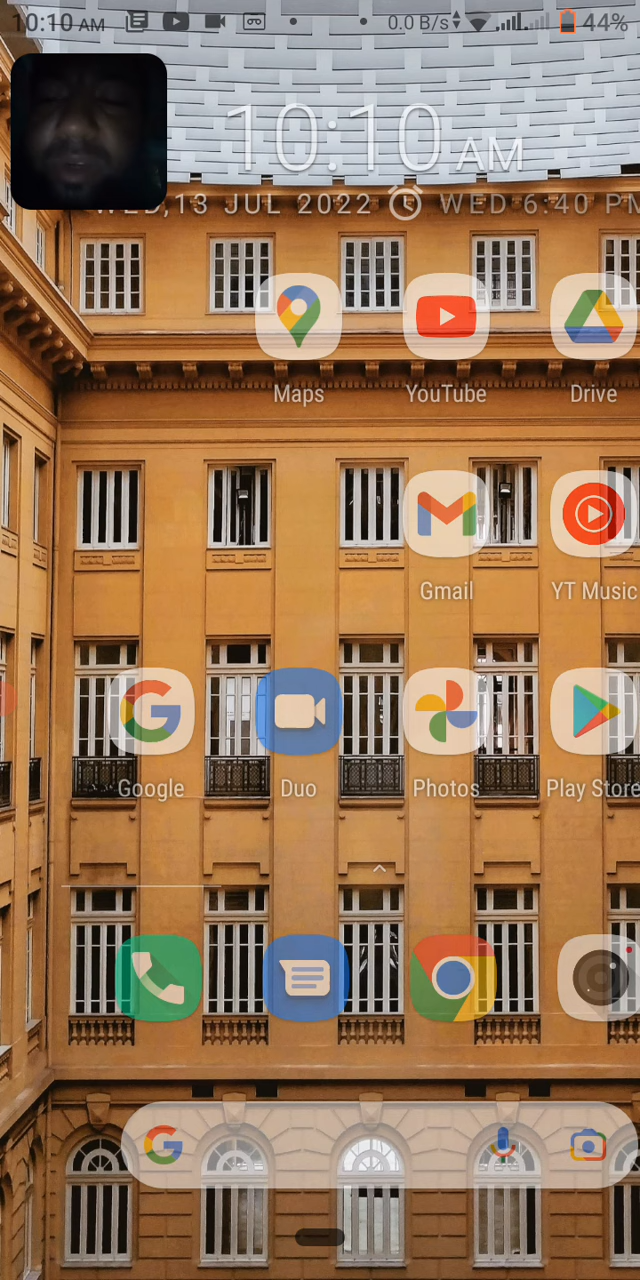 10:10 AM 0.0 B/s 44%
10:10 AM
WED,13 JUL 2022 WED 6:40 PM
Maps YouTube Drive
Gmail YT Music
Google Duo Photos Play Store